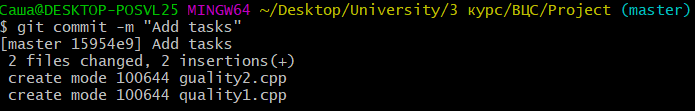 Саша@DESKTOP-POSVL25 MINGW64 ~/Desktop/University/3 курс/ВЦС/Project (master)
$ git commit -m "Add tasks"
[master 15954e9] Add tasks
 2 files changed, 2 insertions(+)
 create mode 100644 guality2.cpp
 create mode 100644 quality1.cpp